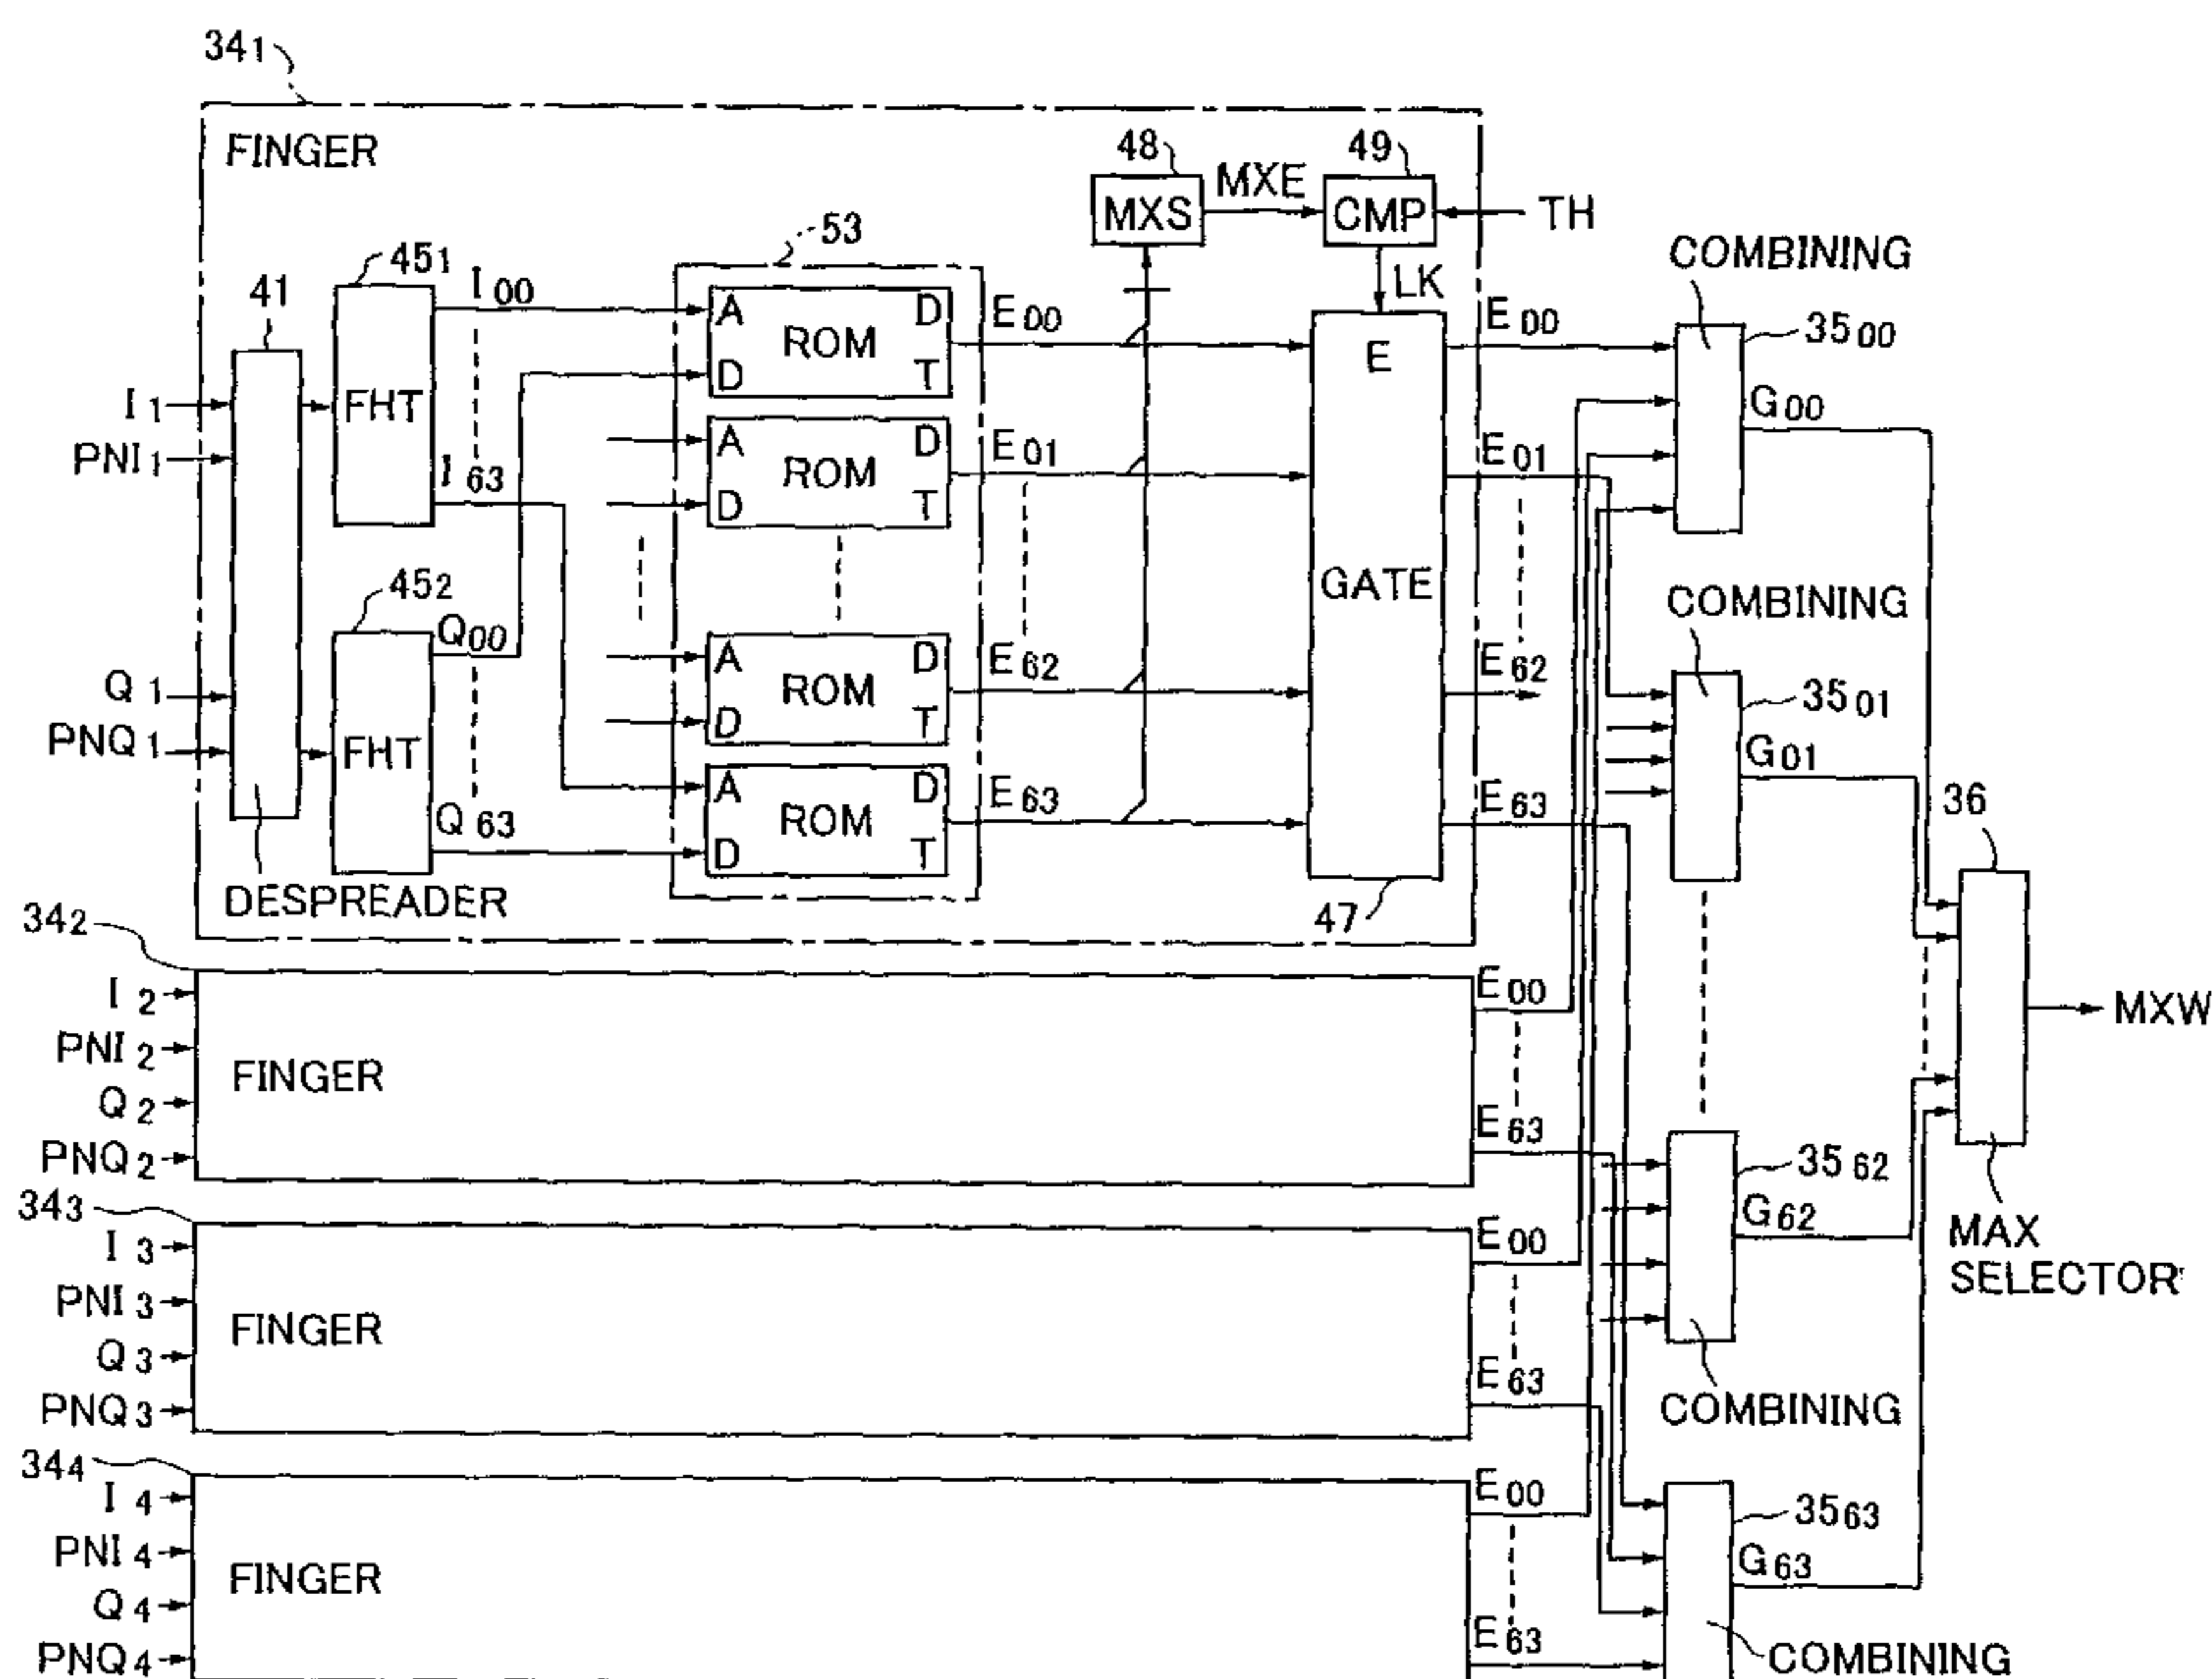 34₁
FINGER
48
49
MXS
MXE
CMP
TH
53
LK
COMBINING
41
45₁
I₀₀
A
D
ROM
D
T
E₀₀
E
E₀₀
35₀₀
I₁
PNI₁
FHT
I₆₃
A
D
ROM
D
T
E₀₁
E₀₁
G₀₀
45₂
Q₀₀
GATE
COMBINING
Q₁
PNQ₁
FHT
A
D
ROM
D
T
E₆₂
E₆₂
35₀₁
G₀₁
Q₆₃
A
D
ROM
D
T
E₆₃
E₆₃
36
DESPREADER
47
34₂
I₂
PNI₂
Q₂
PNQ₂
FINGER
E₀₀
E₆₃
MXW
35₆₂
G₆₂
MAX
SELECTOR
34₃
I₃
PNI₃
Q₃
PNQ₃
FINGER
E₀₀
E₆₃
COMBINING
34₄
I₄
PNI₄
Q₄
PNQ₄
FINGER
E₀₀
E₆₃
35₆₃
G₆₃
COMBINING